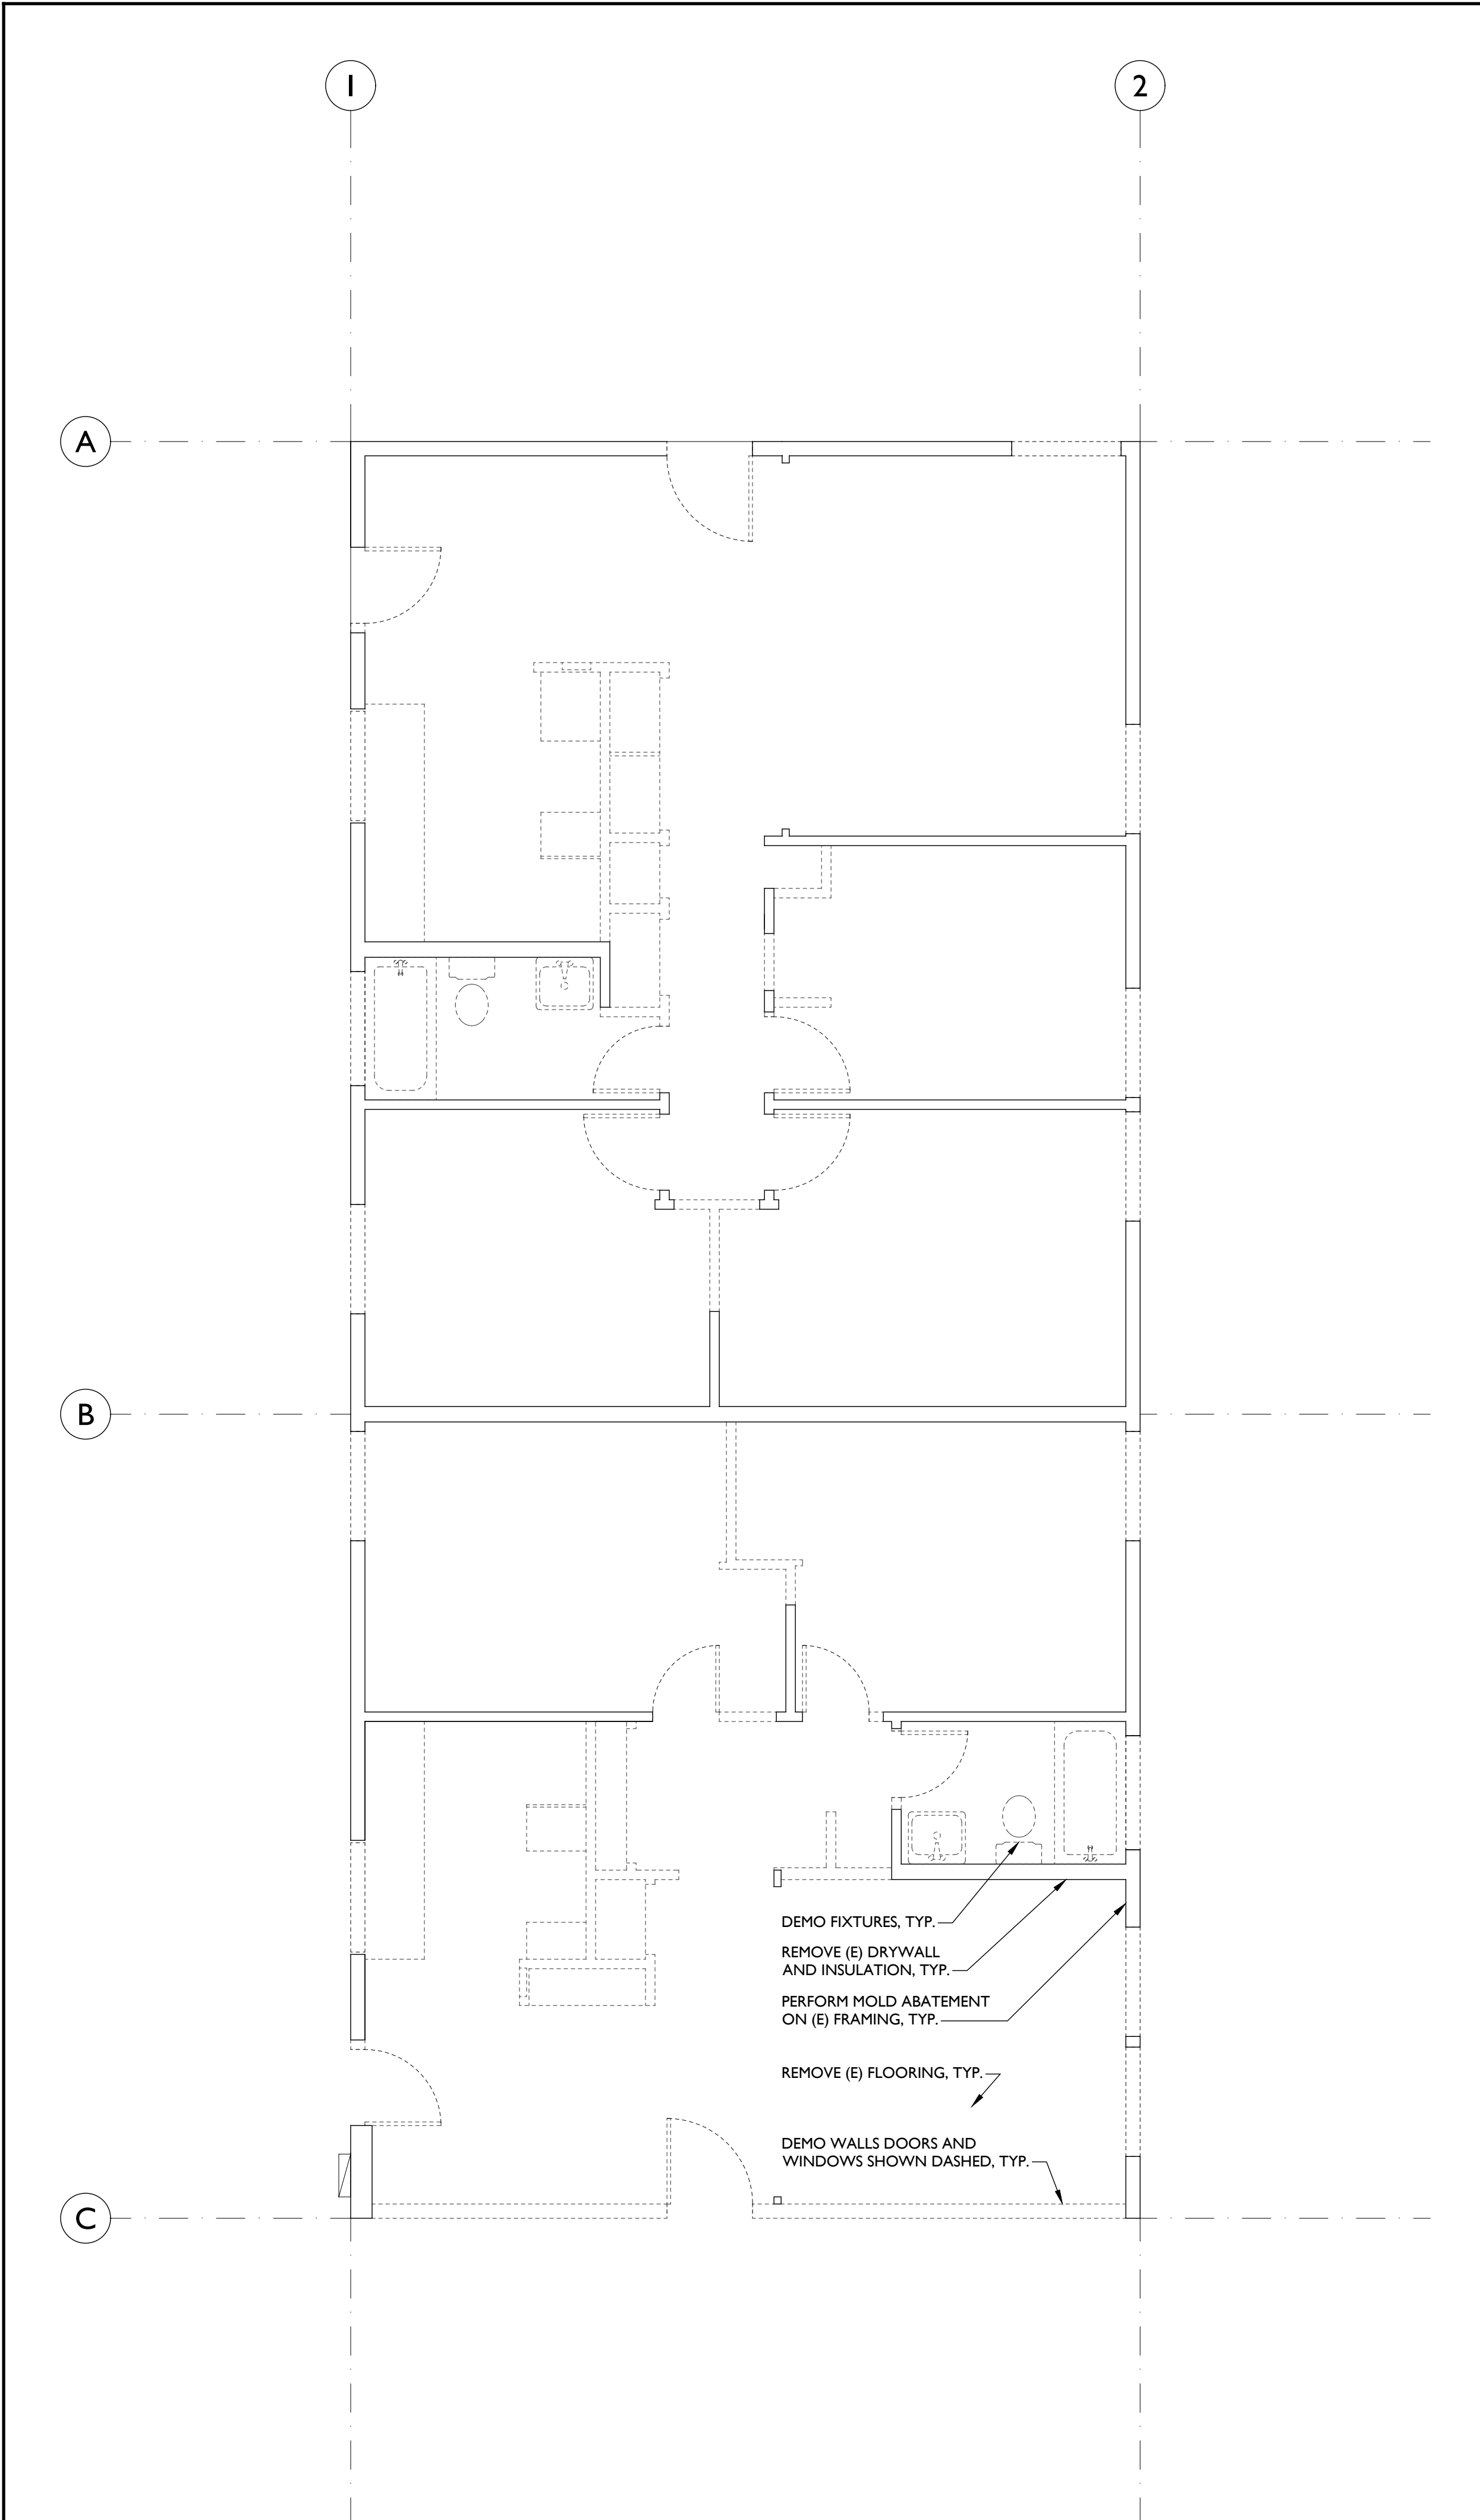 1
2
A
B
DEMO FIXTURES, TYP.
REMOVE (E) DRYWALL
AND INSULATION, TYP.
PERFORM MOLD ABATEMENT
ON (E) FRAMING, TYP.
REMOVE (E) FLOORING, TYP.
DEMO WALLS DOORS AND
WINDOWS SHOWN DASHED, TYP.
C